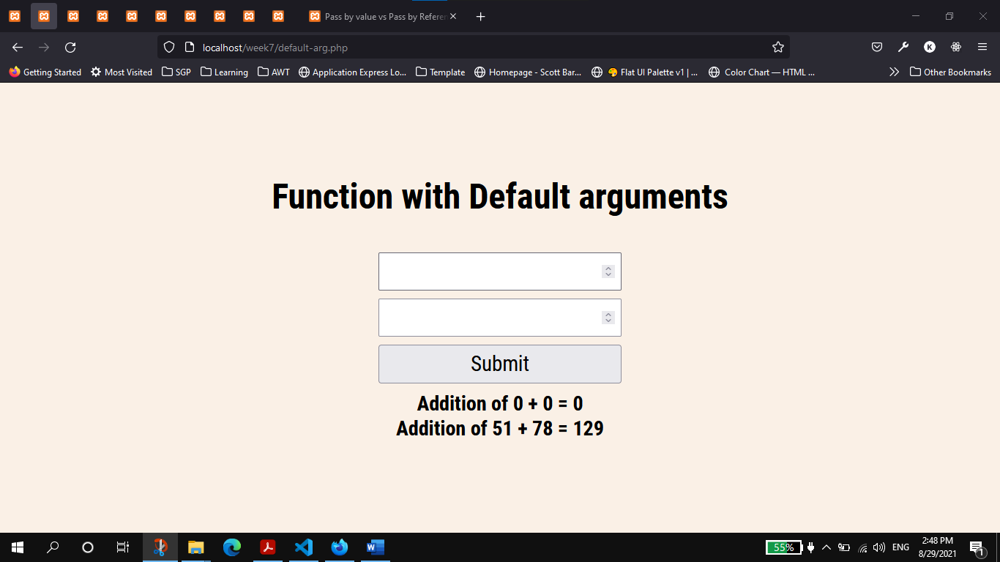 Pass by value vs Pass by Referen
localhost/week7/default-arg.php
K
Getting Started Most Visited SGP Learning AWT Application Express Lo... Template Homepage - Scott Bar... Flat UI Palette v1 | ... Color Chart — HTML ... Other Bookmarks
Function with Default arguments
Submit
Addition of 0 + 0 = 0
Addition of 51 + 78 = 129
55% ENG 2:48 PM
8/29/2021 1